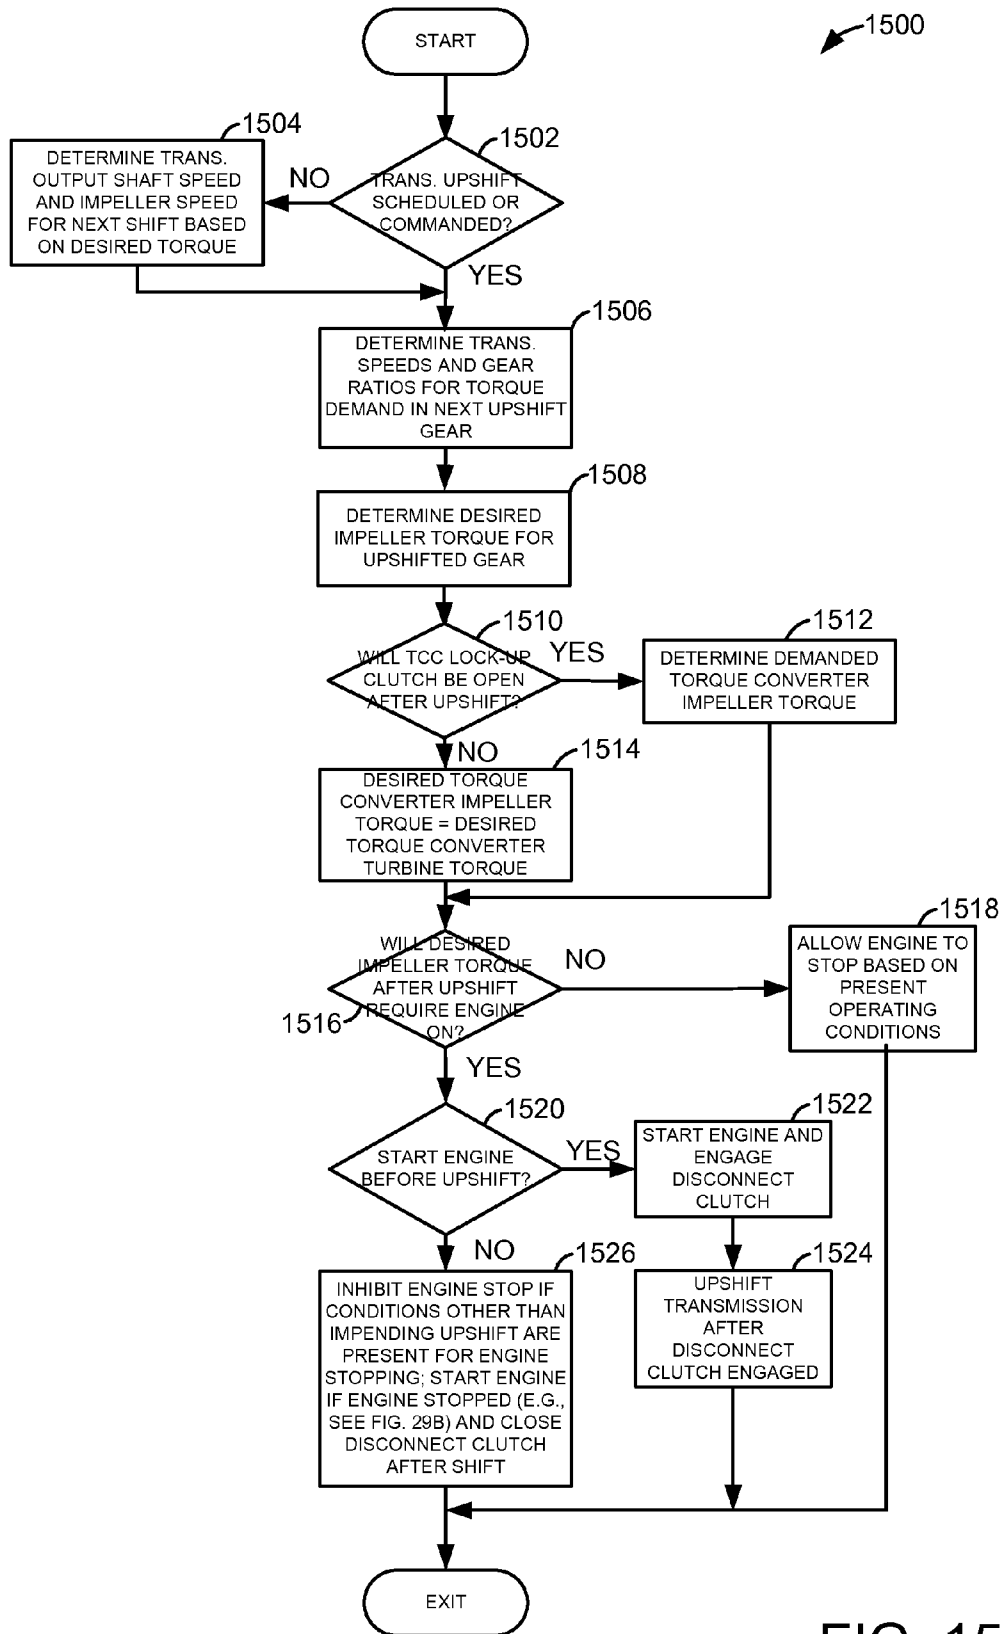 START
1500
1502
TRANS. UPSHIFT
SCHEDULED OR
COMMANDED?
NO
1504
DETERMINE TRANS.
OUTPUT SHAFT SPEED
AND IMPELLER SPEED
FOR NEXT SHIFT BASED
ON DESIRED TORQUE
YES
1506
DETERMINE TRANS.
SPEEDS AND GEAR
RATIOS FOR TORQUE
DEMAND IN NEXT UPSHIFT
GEAR
1508
DETERMINE DESIRED
IMPELLER TORQUE FOR
UPSHIFTED GEAR
1510
WILL TCC LOCK-UP
CLUTCH BE OPEN
AFTER UPSHIFT?
YES
1512
DETERMINE DEMANDED
TORQUE CONVERTER
IMPELLER TORQUE
NO
1514
DESIRED TORQUE
CONVERTER IMPELLER
TORQUE = DESIRED
TORQUE CONVERTER
TURBINE TORQUE
1516
WILL DESIRED
IMPELLER TORQUE
AFTER UPSHIFT
REQUIRE ENGINE
ON?
NO
1518
ALLOW ENGINE TO
STOP BASED ON
PRESENT
OPERATING
CONDITIONS
YES
1520
START ENGINE
BEFORE UPSHIFT?
YES
1522
START ENGINE AND
ENGAGE
DISCONNECT
CLUTCH
1524
UPSHIFT
TRANSMISSION
AFTER
DISCONNECT
CLUTCH ENGAGED
NO
1526
INHIBIT ENGINE STOP IF
CONDITIONS OTHER THAN
IMPENDING UPSHIFT ARE
PRESENT FOR ENGINE
STOPPING; START ENGINE
IF ENGINE STOPPED (E.G.,
SEE FIG. 29B) AND CLOSE
DISCONNECT CLUTCH
AFTER SHIFT
EXIT
FIG. 15